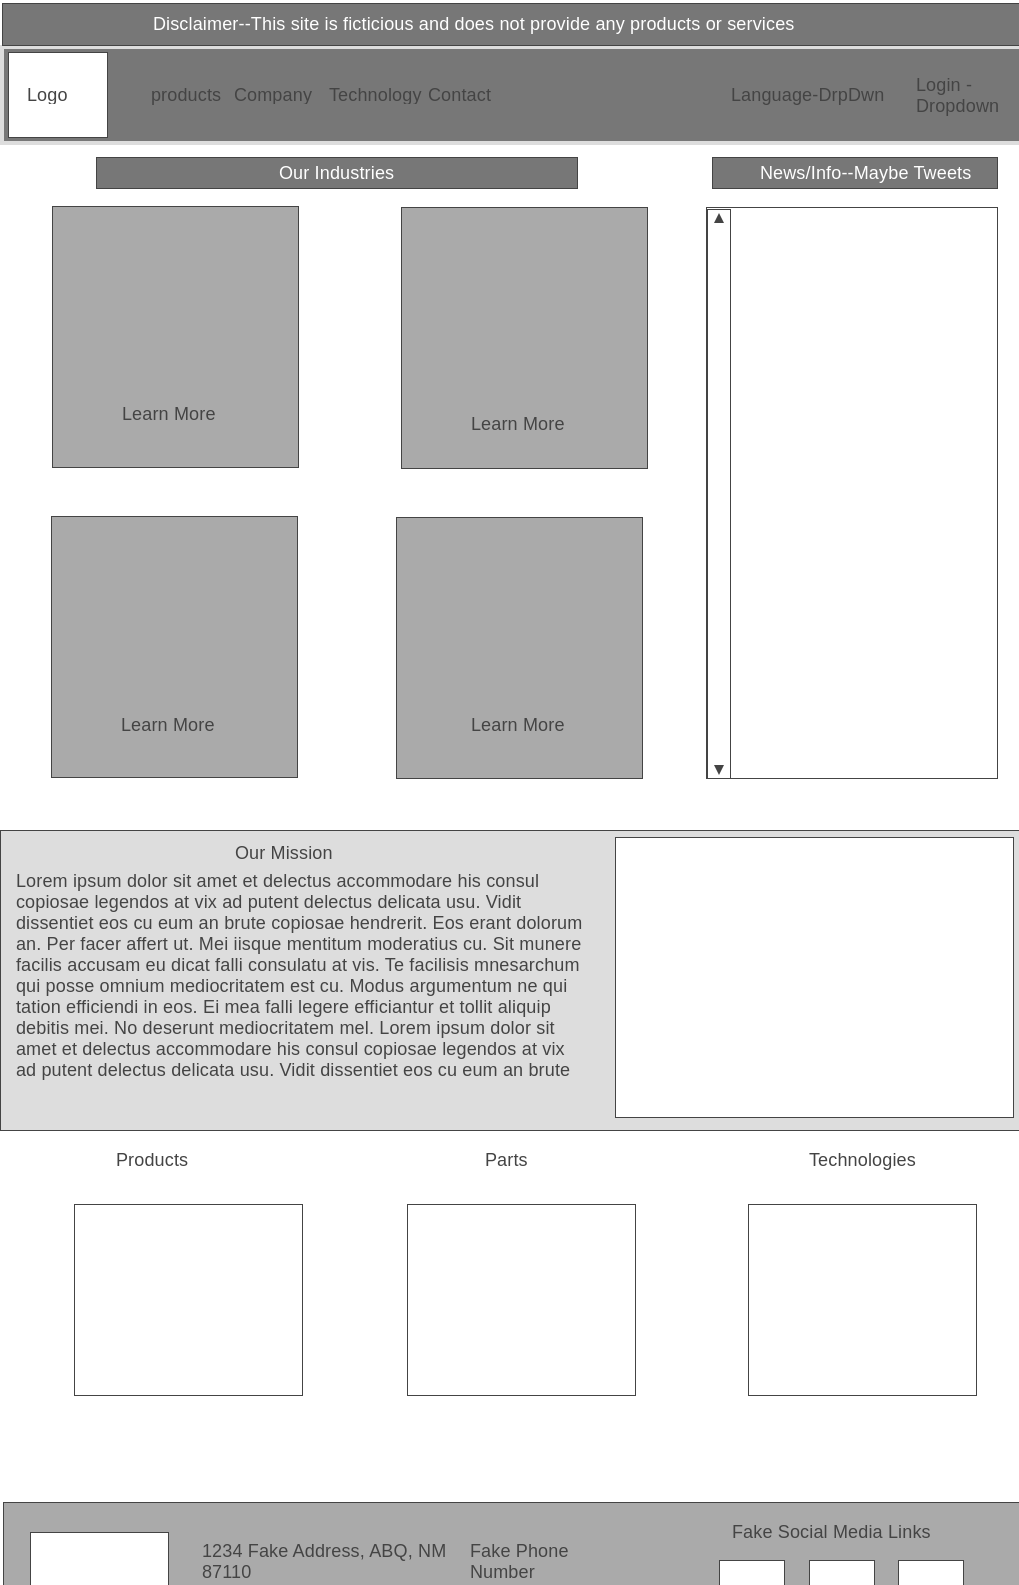 Disclaimer--This site is ficticious and does not provide any products or services
Logo
products Company Technology Contact
Language-DrpDwn
Login -
Dropdown
Our Industries
News/Info--Maybe Tweets
Learn More
Learn More
Learn More
Learn More
Our Mission
Lorem ipsum dolor sit amet et delectus accommodare his consul
copiosae legendos at vix ad putent delectus delicata usu. Vidit
dissentiet eos cu eum an brute copiosae hendrerit. Eos erant dolorum
an. Per facer affert ut. Mei iisque mentitum moderatius cu. Sit munere
facilis accusam eu dicat falli consulatu at vis. Te facilisis mnesarchum
qui posse omnium mediocritatem est cu. Modus argumentum ne qui
tation efficiendi in eos. Ei mea falli legere efficiantur et tollit aliquip
debitis mei. No deserunt mediocritatem mel. Lorem ipsum dolor sit
amet et delectus accommodare his consul copiosae legendos at vix
ad putent delectus delicata usu. Vidit dissentiet eos cu eum an brute
Products
Parts
Technologies
1234 Fake Address, ABQ, NM
87110
Fake Phone
Number
Fake Social Media Links